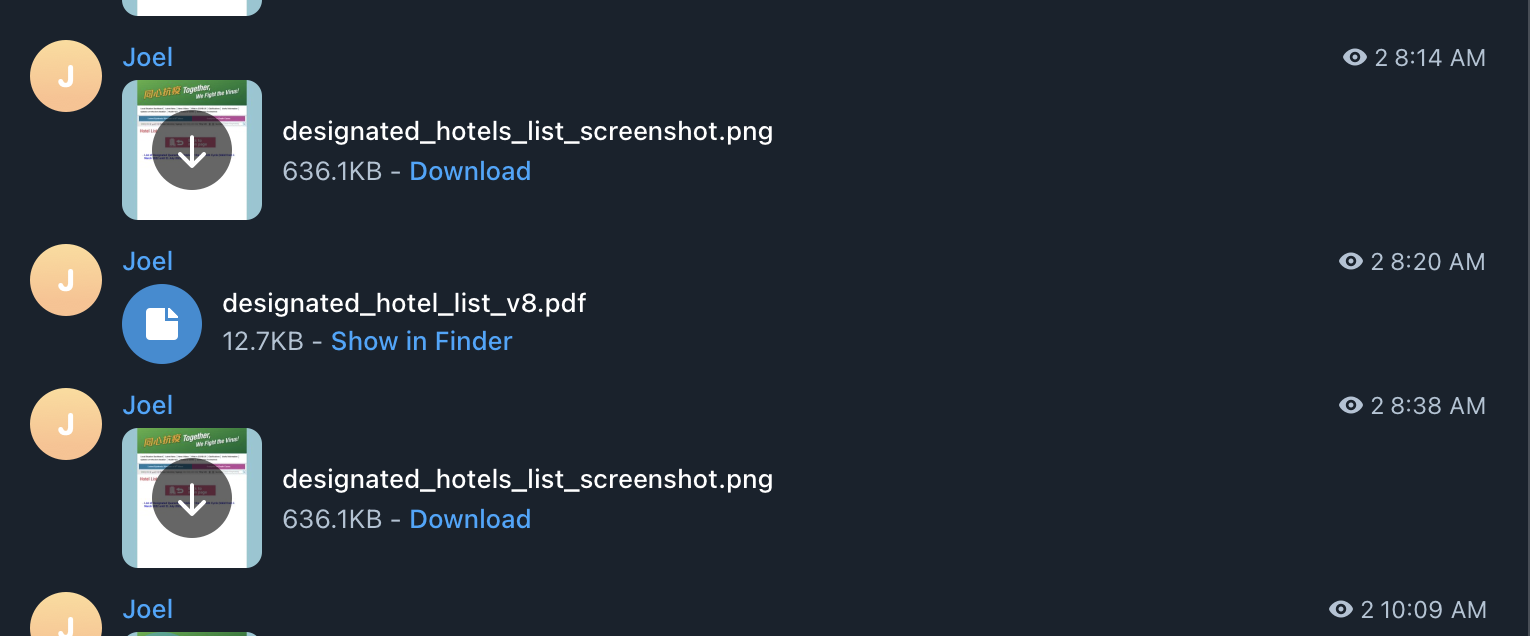 Joel
2 8:14 AM
J
同心抗疫 Together,
We Fight the Virus!
designated_hotels_list_screenshot.png
636.1KB - Download
Joel
2 8:20 AM
J
designated_hotel_list_v8.pdf
12.7KB - Show in Finder
Joel
2 8:38 AM
J
同心抗疫 Together,
We Fight the Virus!
designated_hotels_list_screenshot.png
636.1KB - Download
Joel
2 10:09 AM
J